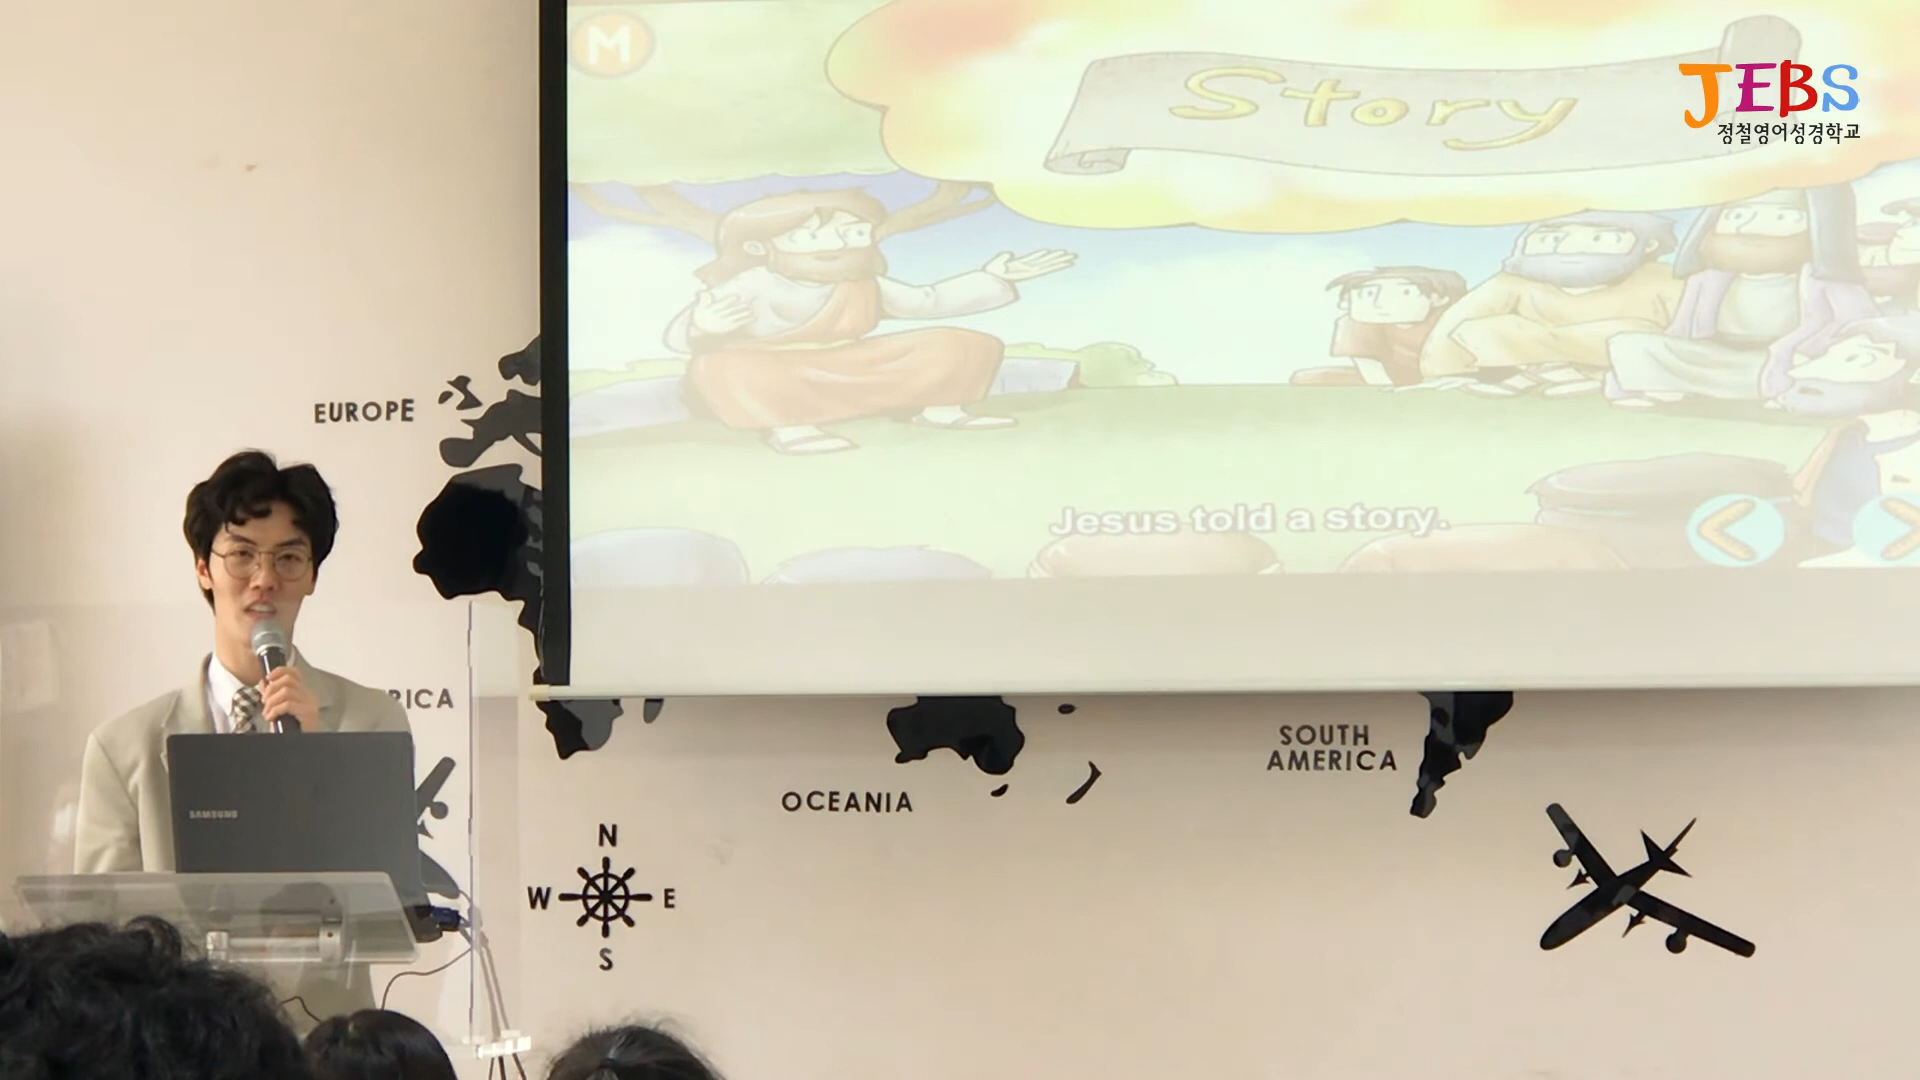 M
Story
JEBS
정철영어성경학교
EUROPE
Jesus told a story.
RICA
SAMSUNG
SOUTH
AMERICA
OCEANIA
N
W E
S